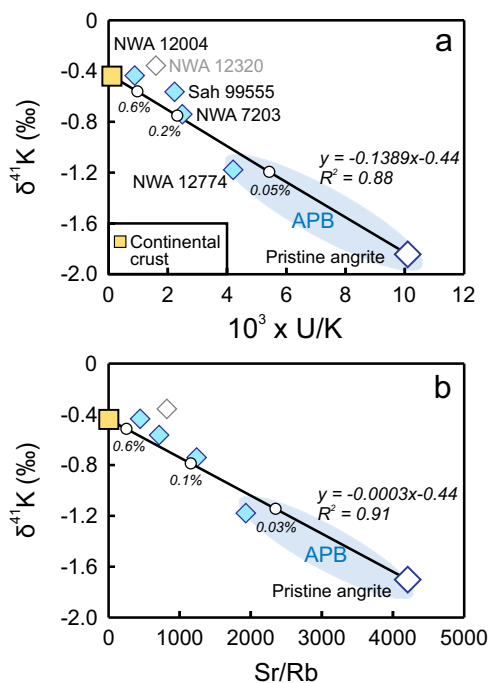 a
0
-0.4
-0.8
-1.2
-1.6
-2.0
δ⁴¹K (‰)
NWA 12004
NWA 12320
Sah 99555
NWA 7203
NWA 12774
0.6%
0.2%
0.05%
y = -0.1389x-0.44
R² = 0.88
APB
Pristine angrite
Continental
crust
0 2 4 6 8 10 12
10³ x U/K
b
0
-0.4
-0.8
-1.2
-1.6
-2.0
δ⁴¹K (‰)
0.6%
0.1%
0.03%
y = -0.0003x-0.44
R² = 0.91
APB
Pristine angrite
0 1000 2000 3000 4000 5000
Sr/Rb